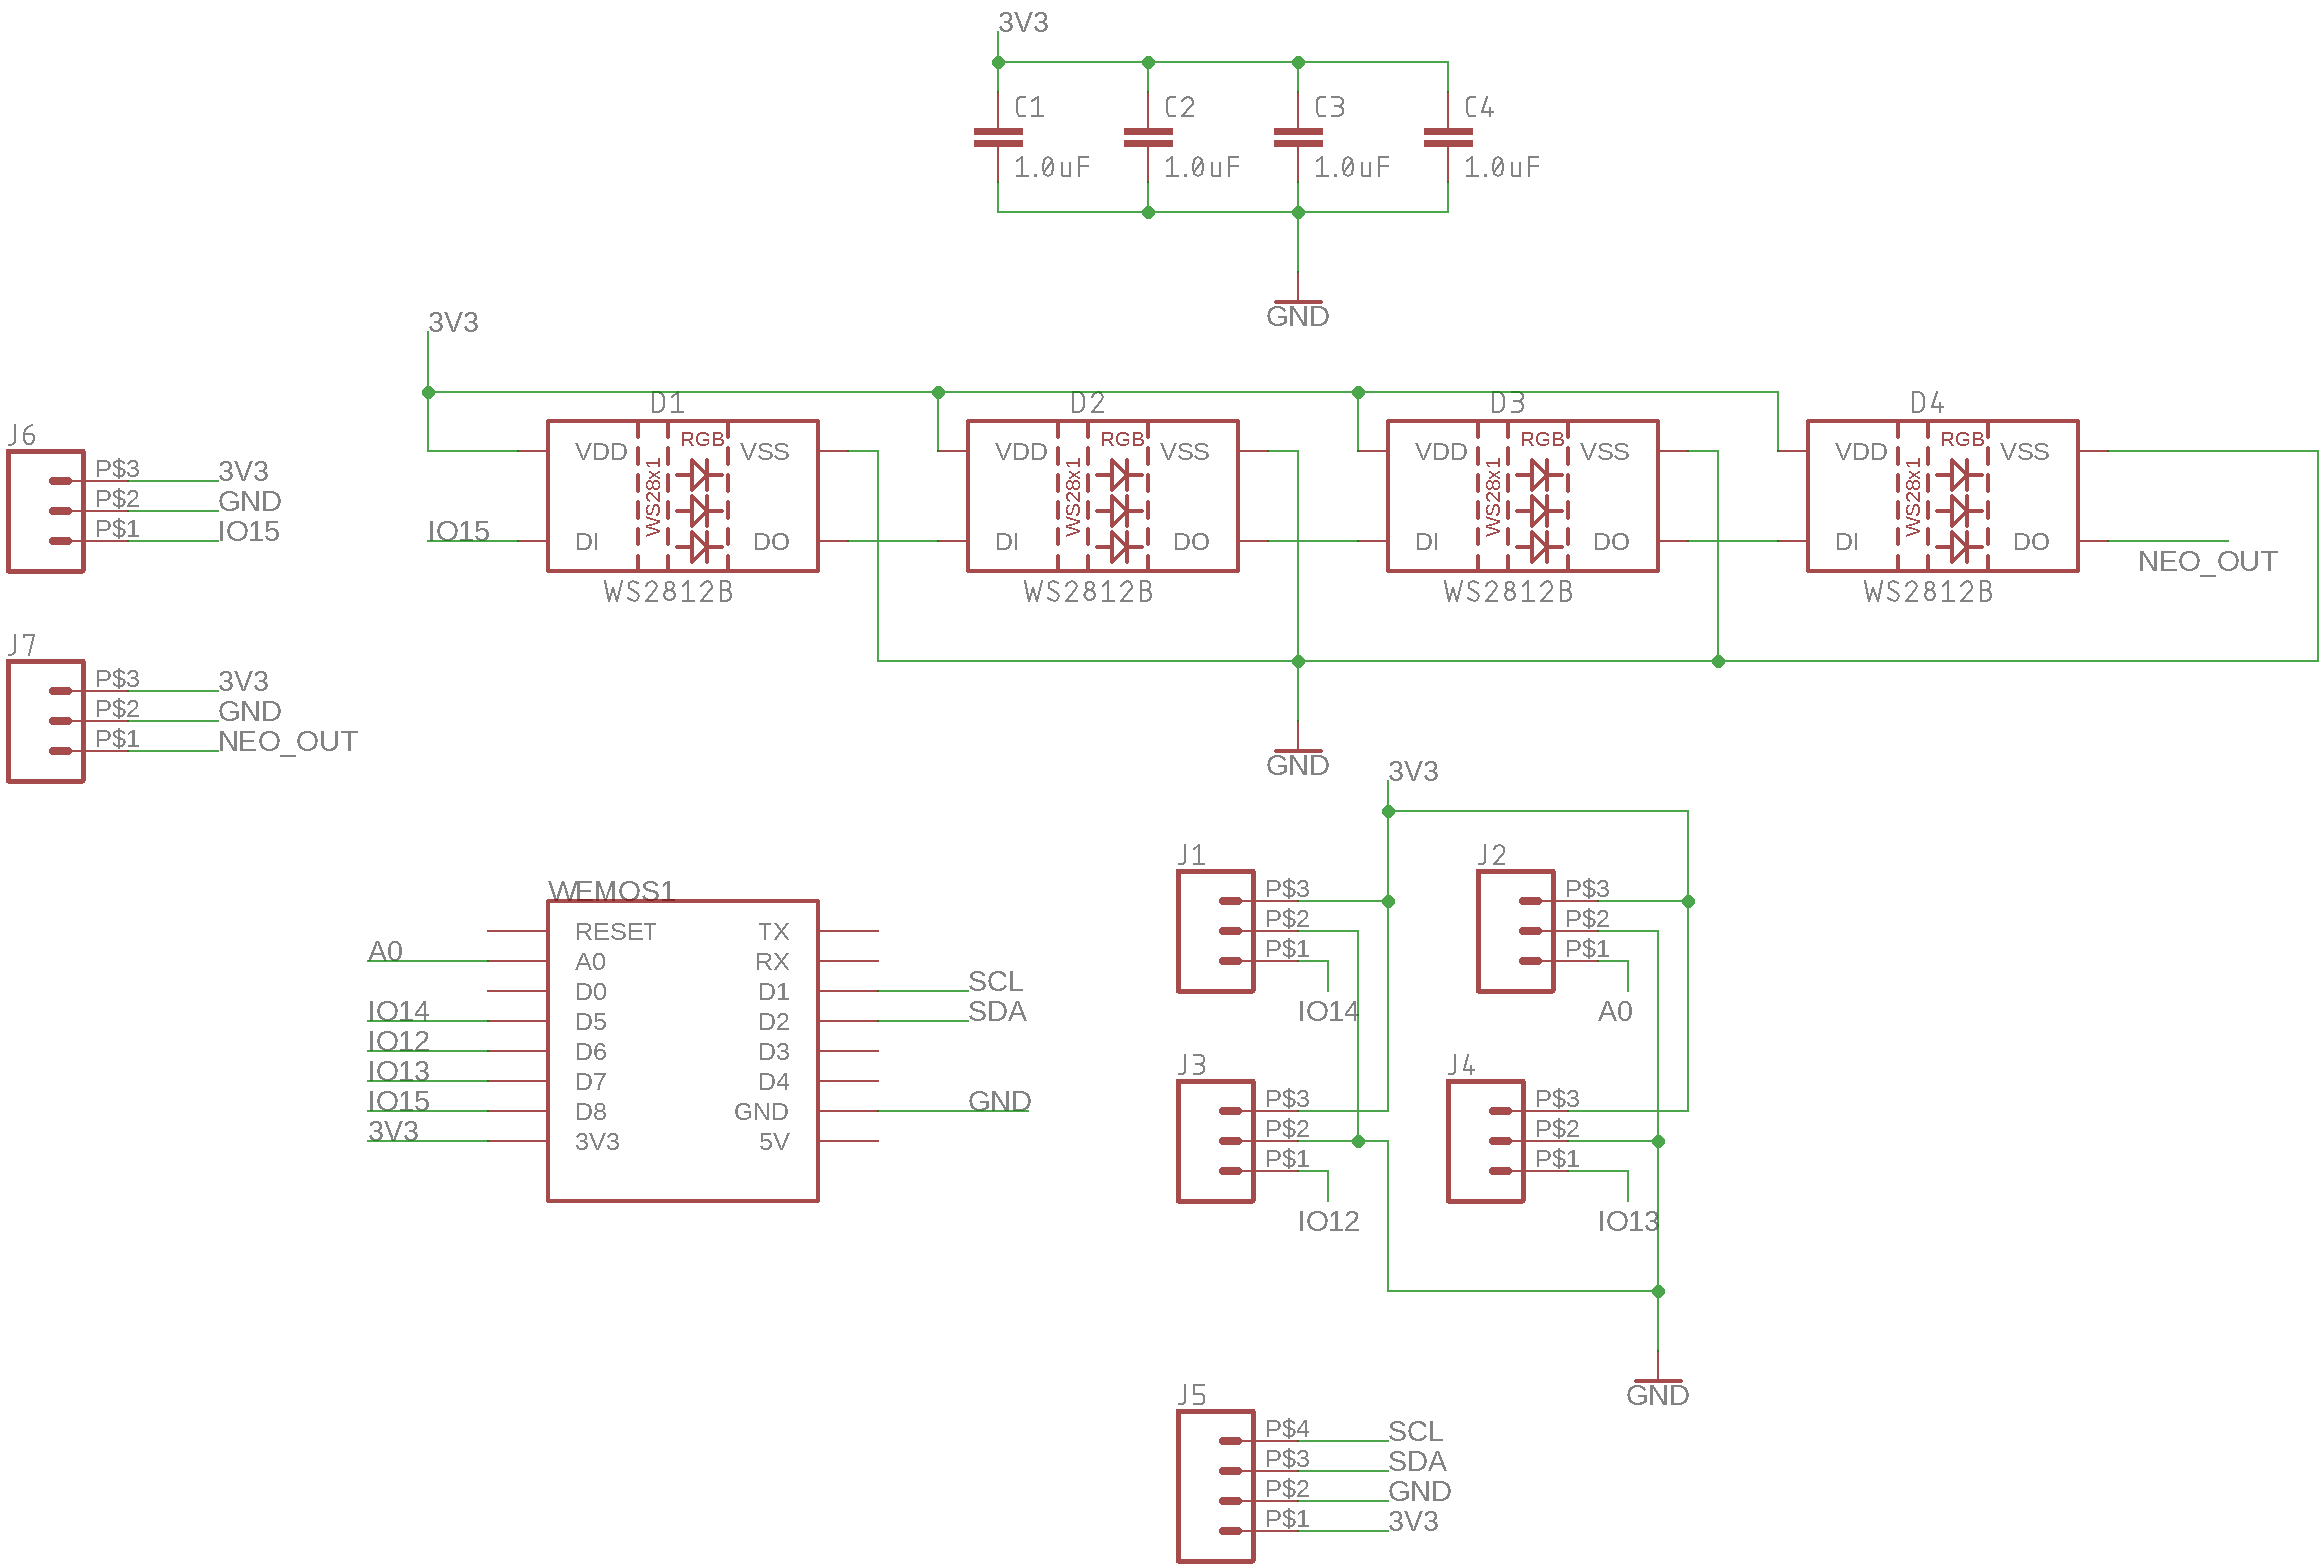 3V3
C1 C2 C3 C4
1.0uF 1.0uF 1.0uF 1.0uF
GND
3V3
D1 D2 D3 D4
VDD RGB VSS VDD RGB VSS VDD RGB VSS VDD RGB VSS
WS28x1 WS28x1 WS28x1 WS28x1
IO15 DI DO DI DO DI DO DI DO
NEO_OUT
WS2812B WS2812B WS2812B WS2812B
GND
J6
P$3 3V3
P$2 GND
P$1 IO15
J7
P$3 3V3
P$2 GND
P$1 NEO_OUT
WEMOS1
RESET TX
A0 A0 RX
D0 D1 SCL
IO14 D5 D2 SDA
IO12 D6 D3
IO13 D7 D4
IO15 D8 GND GND
3V3 3V3 5V
3V3
J1
P$3
P$2
P$1
IO14
J2
P$3
P$2
P$1
A0
J3
P$3
P$2
P$1
IO12
J4
P$3
P$2
P$1
IO13
GND
J5
P$4 SCL
P$3 SDA
P$2 GND
P$1 3V3